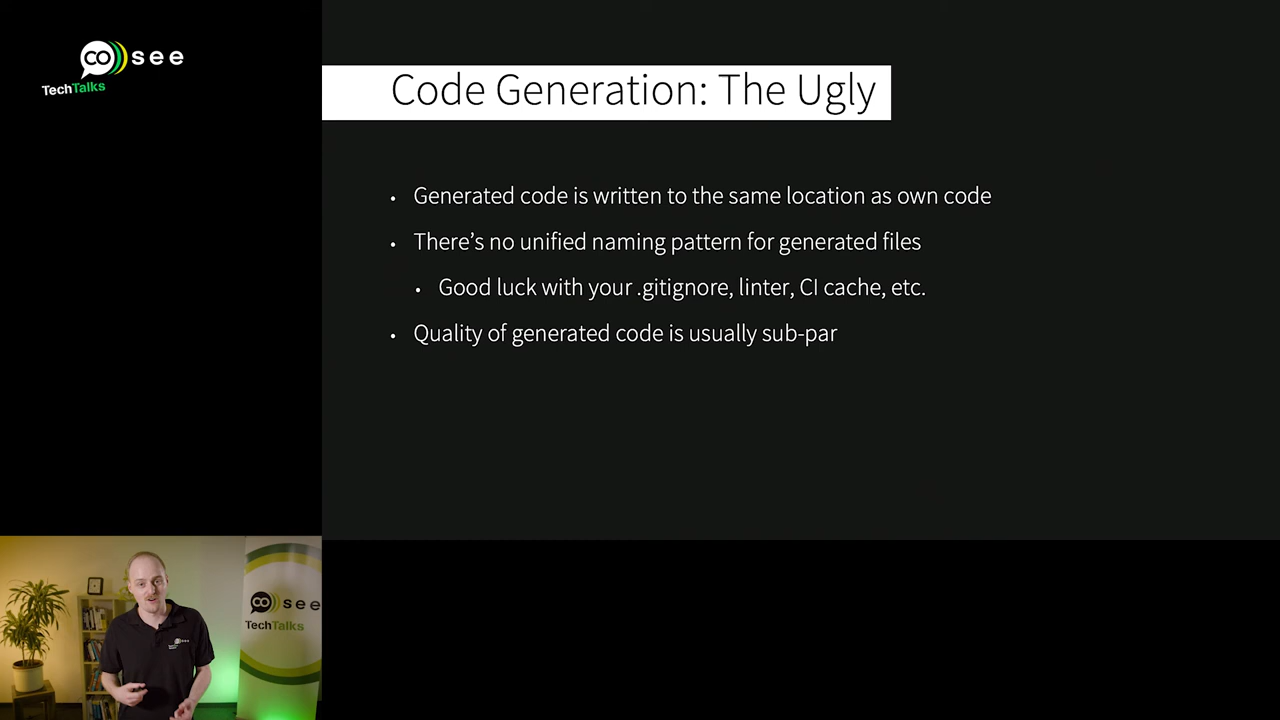 co see
TechTalks
Code Generation: The Ugly
• Generated code is written to the same location as own code
• There's no unified naming pattern for generated files
• Good luck with your .gitignore, linter, CI cache, etc.
• Quality of generated code is usually sub-par
co see
TechTalks
see